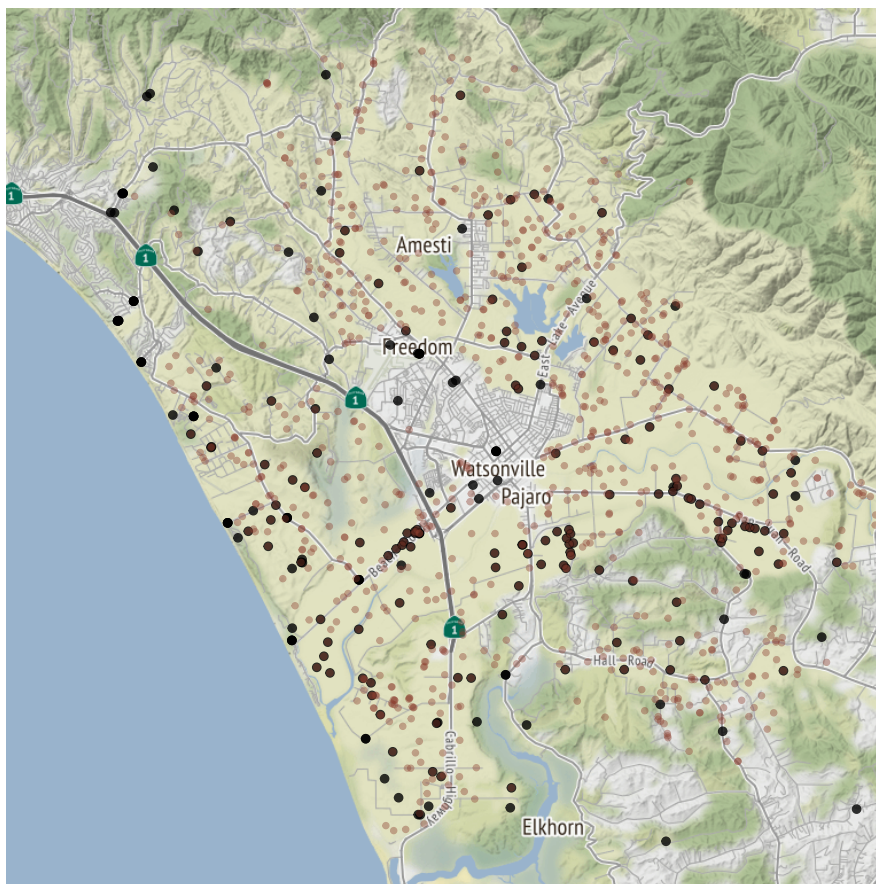 1
Amesti
1
East Lake Avenue
Freedom
1
Watsonville
Pajaro
Road
Beach
1
Hall Road
Cabrillo Highway
Elkhorn